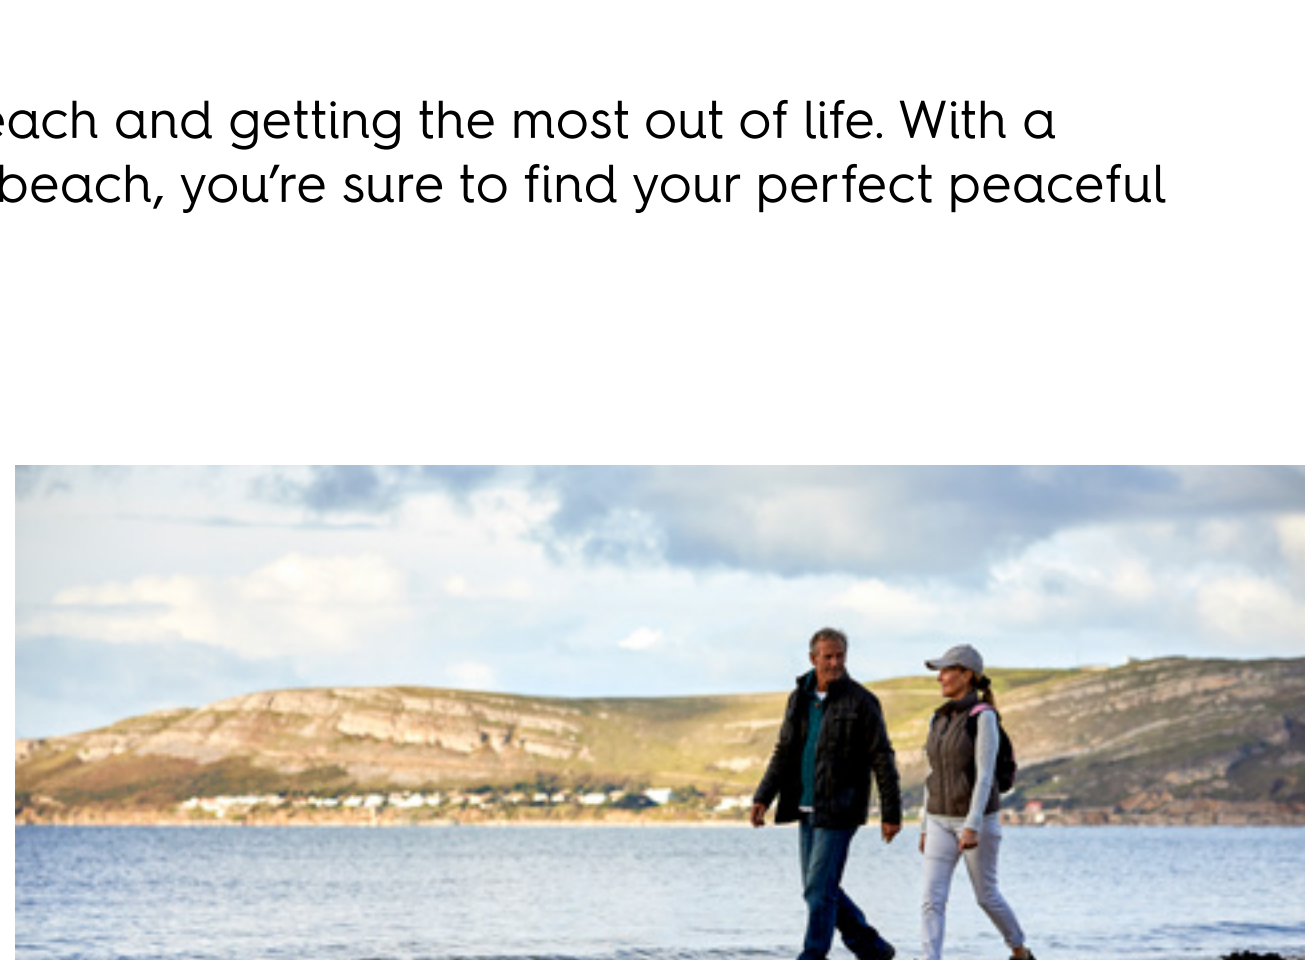 each and getting the most out of life. With a
beach, you’re sure to find your perfect peaceful